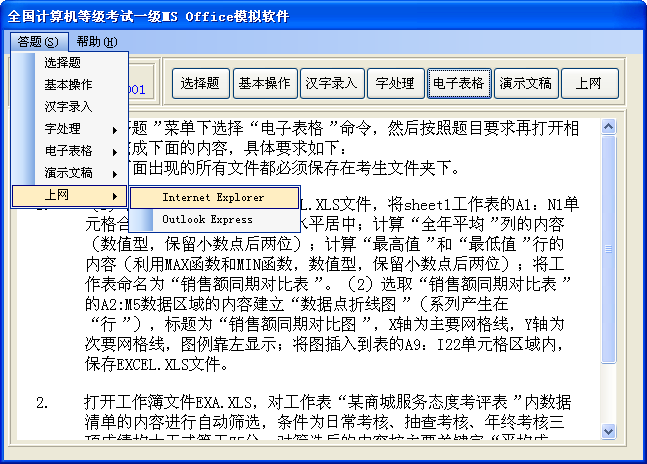 全国计算机等级考试一级MS Office模拟软件
答题(S) 帮助(H)
选择题
基本操作
汉字录入
字处理
电子表格
演示文稿
上网
Internet Explorer
Outlook Express
001
选择题 基本操作 汉字录入 字处理 电子表格 演示文稿 上网
题”菜单下选择“电子表格”命令，然后按照题目要求再打开相
成下面的内容，具体要求如下：
面出现的所有文件都必须保存在考生文件夹下。
EL.XLS文件，将sheet1工作表的A1：N1单
元格合 水平居中；计算“全年平均”列的内容
（数值型，保留小数点后两位）；计算“最高值”和“最低值”行的
内容（利用MAX函数和MIN函数，数值型，保留小数点后两位）；将工
作表命名为“销售额同期对比表”。（2）选取“销售额同期对比表”
的A2:M5数据区域的内容建立“数据点折线图”（系列产生在
“行”），标题为“销售额同期对比图”，X轴为主要网格线，Y轴为
次要网格线，图例靠左显示；将图插入到表的A9：I22单元格区域内，
保存EXCEL.XLS文件。
2. 打开工作簿文件EXA.XLS，对工作表“某商城服务态度考评表”内数据
清单的内容进行自动筛选，条件为日常考核、抽查考核、年终考核三